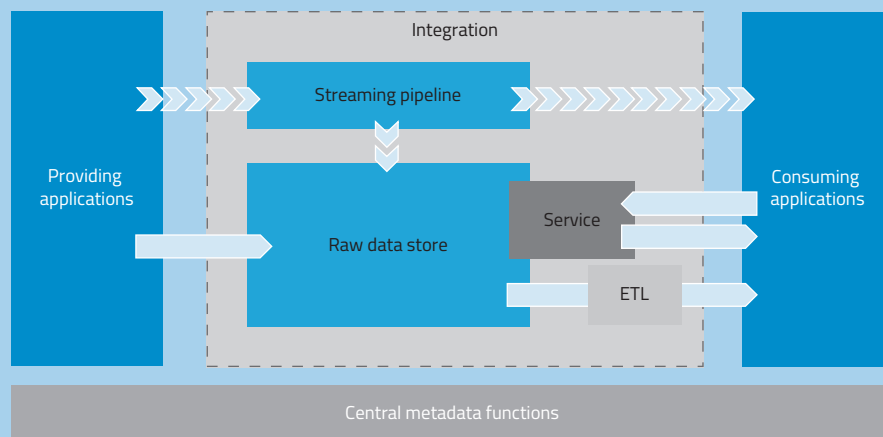 Integration
Streaming pipeline
Providing
applications
Consuming
applications
Raw data store
Service
ETL
Central metadata functions